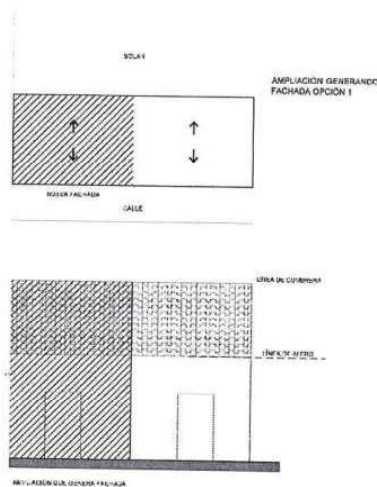 SOLAR
AMPLIACIÓN GENERANDO
FACHADA OPCIÓN 1
NUEVA FACHADA
CALLE
LÍNEA DE CUMBRERA
LÍNEA DE ALERO
AMPLIACIÓN QUE GENERA FACHADA